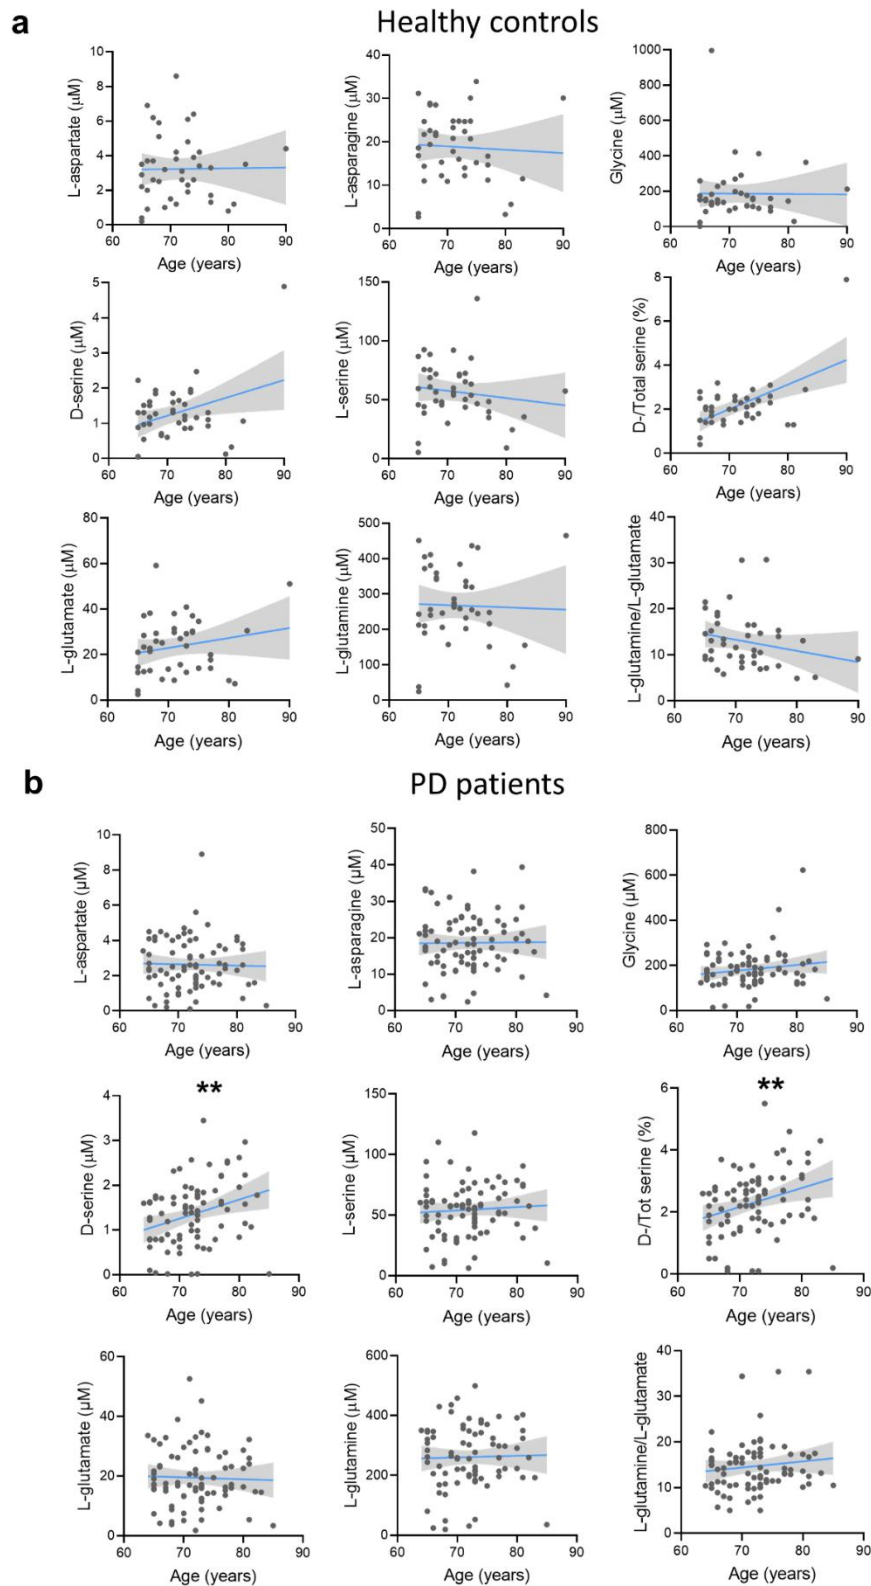 a
Healthy controls
L-aspartate (μM)
10
8
6
4
2
0
60 70 80 90
Age (years)
L-asparagine (μM)
40
30
20
10
0
60 70 80 90
Age (years)
Glycine (μM)
1000
800
600
400
200
0
60 70 80 90
Age (years)
D-serine (μM)
5
4
3
2
1
0
60 70 80 90
Age (years)
L-serine (μM)
150
100
50
0
60 70 80 90
Age (years)
D-/Total serine (%)
8
6
4
2
0
60 70 80 90
Age (years)
L-glutamate (μM)
80
60
40
20
0
60 70 80 90
Age (years)
L-glutamine (μM)
500
400
300
200
100
0
60 70 80 90
Age (years)
L-glutamine/L-glutamate
40
30
20
10
0
60 70 80 90
Age (years)
b
PD patients
L-aspartate (μM)
10
8
6
4
2
0
60 70 80 90
Age (years)
L-asparagine (μM)
50
40
30
20
10
0
60 70 80 90
Age (years)
Glycine (μM)
800
600
400
200
0
60 70 80 90
Age (years)
**
D-serine (μM)
4
3
2
1
0
60 70 80 90
Age (years)
L-serine (μM)
150
100
50
0
60 70 80 90
Age (years)
**
D-/Tot serine (%)
6
4
2
0
60 70 80 90
Age (years)
L-glutamate (μM)
60
40
20
0
60 70 80 90
Age (years)
L-glutamine (μM)
600
400
200
0
60 70 80 90
Age (years)
L-glutamine/L-glutamate
40
30
20
10
0
60 70 80 90
Age (years)